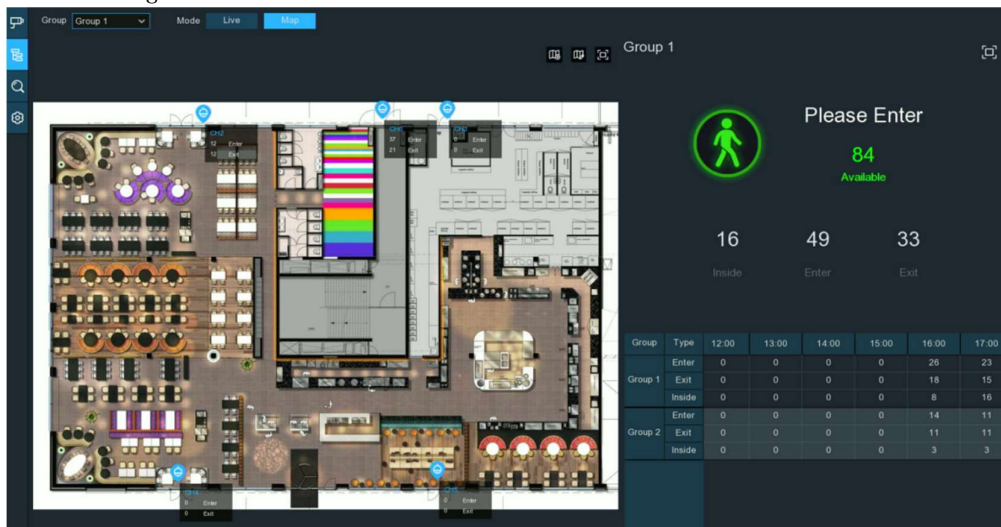 Group Group 1 Mode Live Map
Group 1
Please Enter
84
Available
16 49 33
Inside Enter Exit
CH2
12 Enter
12 Exit
37 Enter
21 Exit
Enter
0 Exit
0 Enter
0 Exit
0 Enter
0 Exit
Group Type 12:00 13:00 14:00 15:00 16:00 17:00
Enter 0 0 0 0 26 23
Group 1 Exit 0 0 0 0 18 15
Inside 0 0 0 0 8 16
Enter 0 0 0 0 14 11
Group 2 Exit 0 0 0 0 11 11
Inside 0 0 0 0 3 3